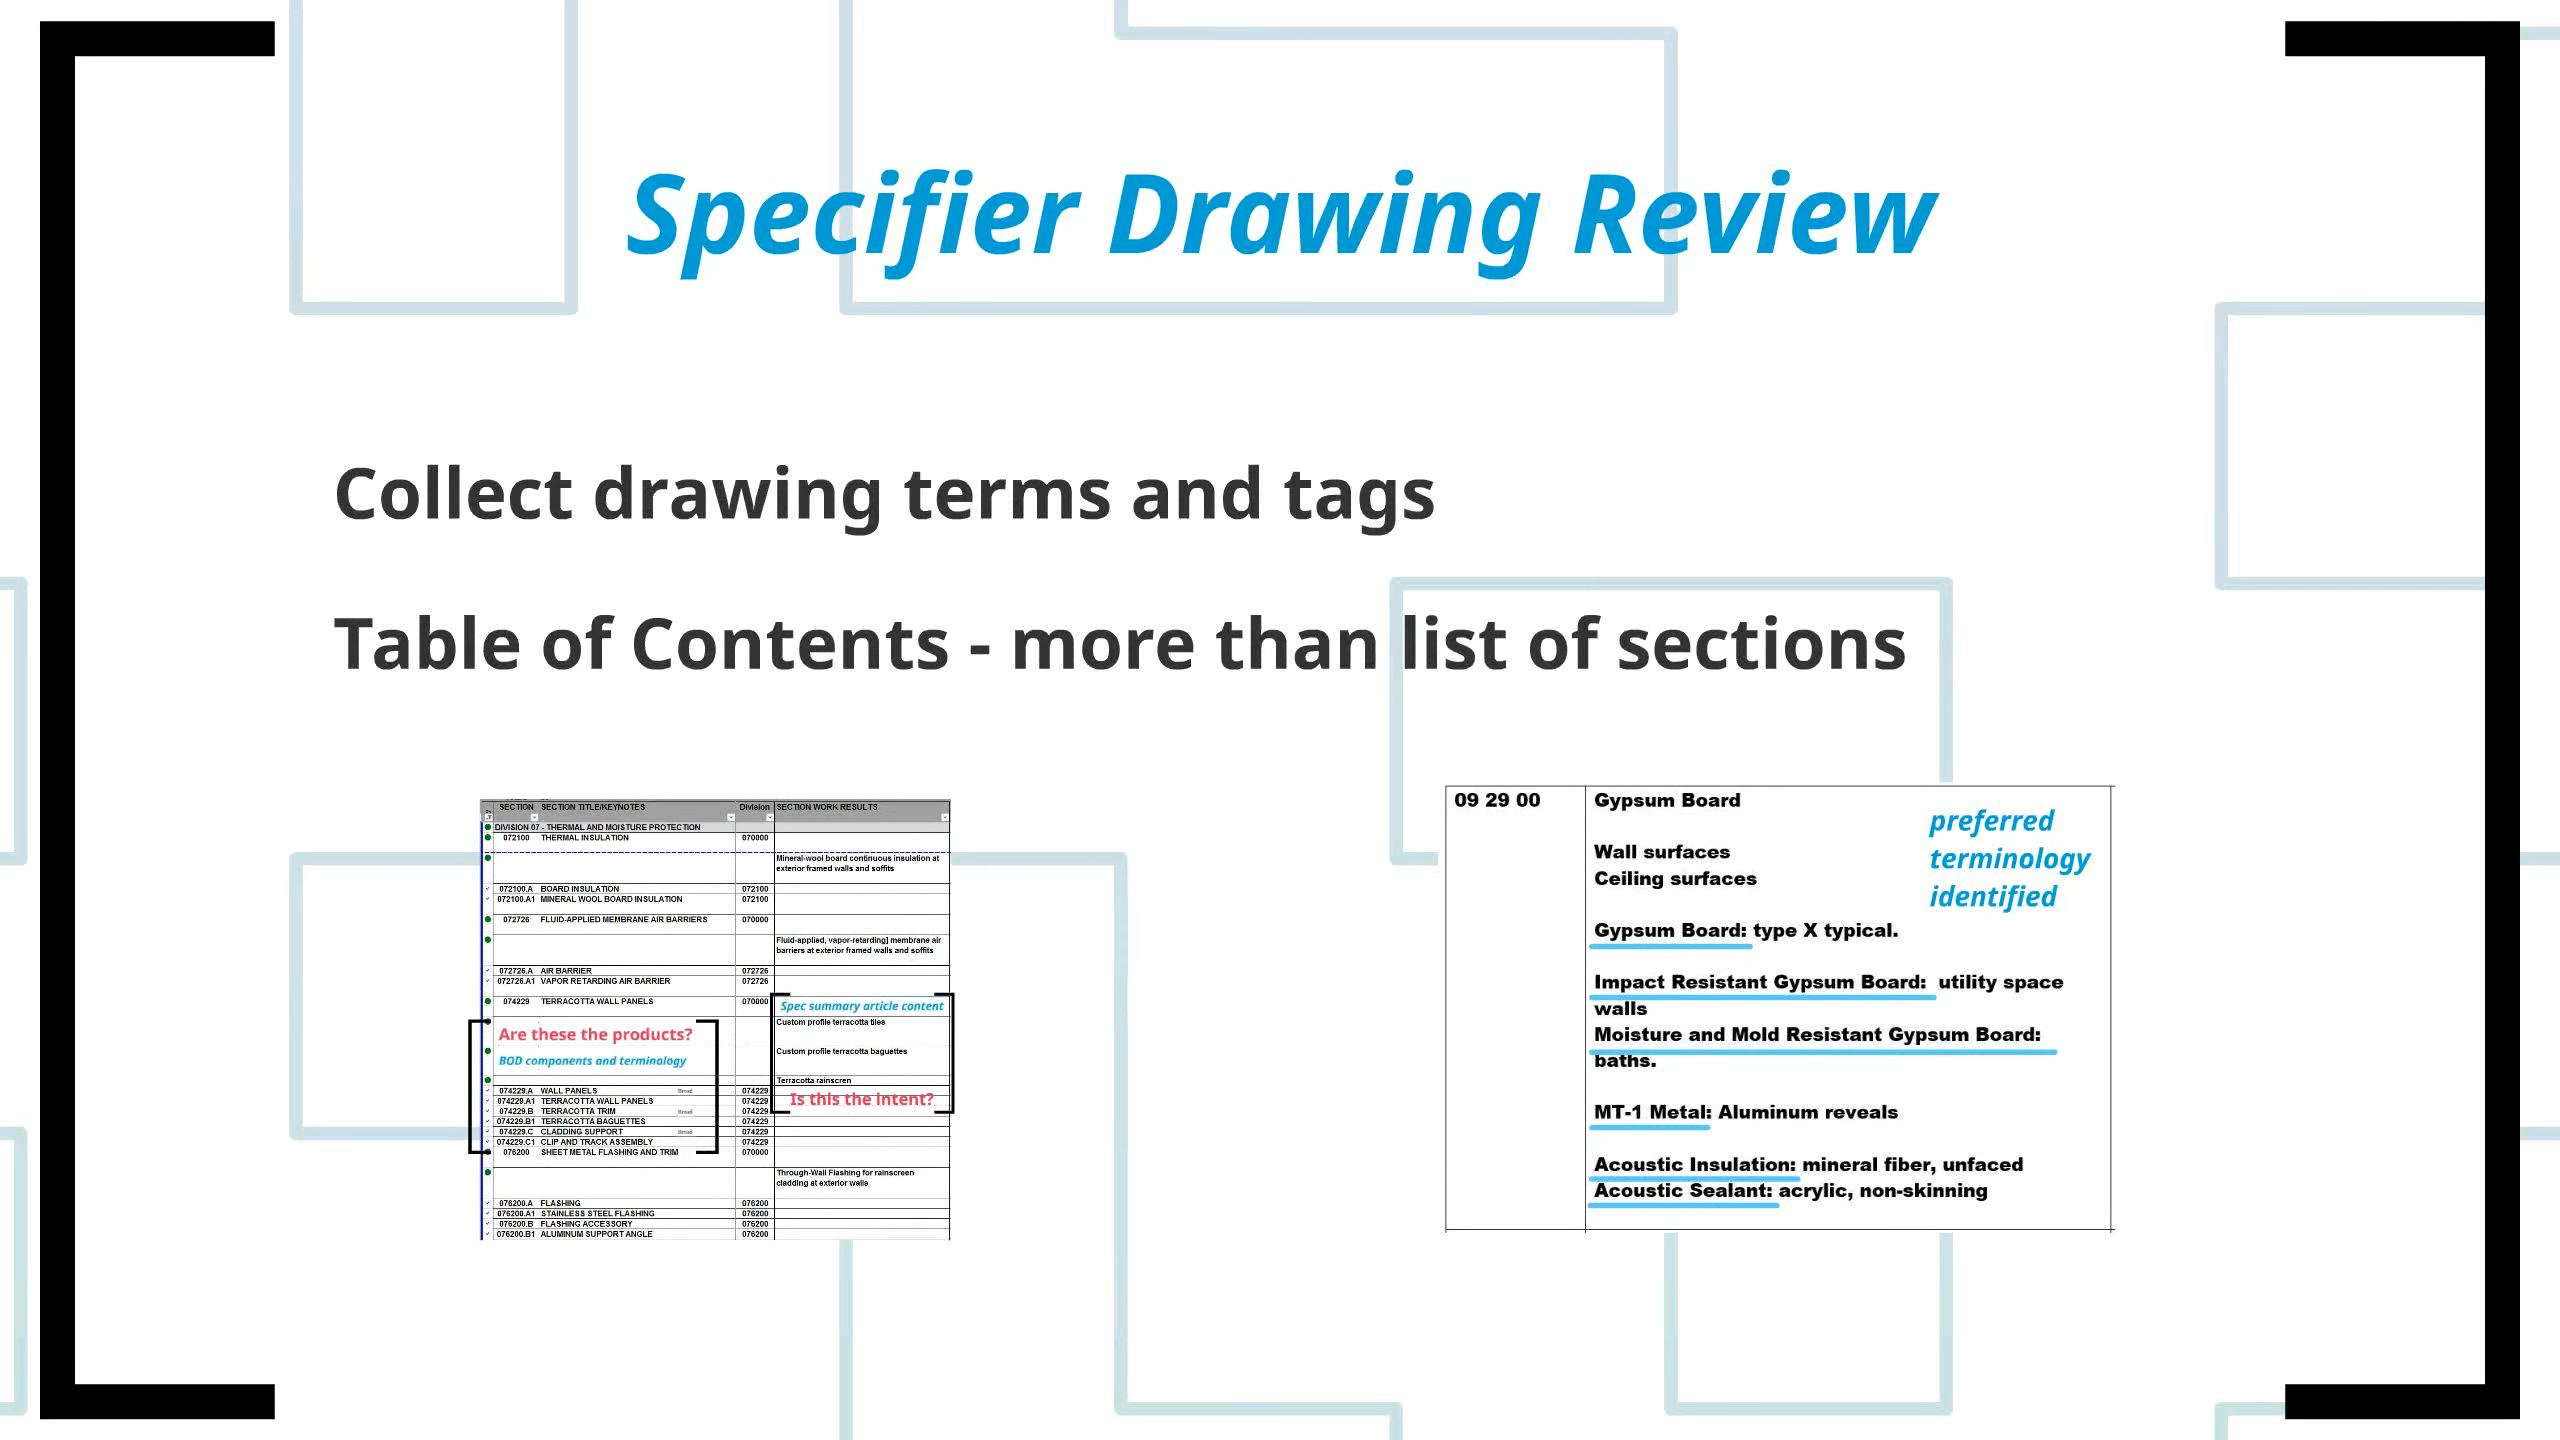 Specifier Drawing Review
Collect drawing terms and tags
Table of Contents - more than list of sections
SECTION SECTION TITLE/KEYNOTES Division SECTION WORK RESULTS
DIVISION 07 - THERMAL AND MOISTURE PROTECTION
072100 THERMAL INSULATION 070000
Mineral-wool board continuous insulation at
exterior framed walls and soffits
072100.A BOARD INSULATION 072100
072100.A1 MINERAL WOOL BOARD INSULATION 072100
072726 FLUID-APPLIED MEMBRANE AIR BARRIERS 070000
Fluid-applied, vapor-retarding] membrane air
barriers at exterior framed walls and soffits
072726.A AIR BARRIER 072726
072726.A1 VAPOR RETARDING AIR BARRIER 072726
074229 TERRACOTTA WALL PANELS 070000
Spec summary article content
Custom profile terracotta tiles
Are these the products?
Custom profile terracotta baguettes
BOD components and terminology
Terracotta rainscren
074229.A WALL PANELS Broad 074229
074229.A1 TERRACOTTA WALL PANELS 074229
Is this the intent?
074229.B TERRACOTTA TRIM Broad 074229
074229.B1 TERRACOTTA BAGUETTES 074229
074229.C CLADDING SUPPORT Broad 074229
074229.C1 CLIP AND TRACK ASSEMBLY 074229
076200 SHEET METAL FLASHING AND TRIM 070000
Through-Wall Flashing for rainscreen
cladding at exterior walls
076200.A FLASHING 076200
076200.A1 STAINLESS STEEL FLASHING 076200
076200.B FLASHING ACCESSORY 076200
076200.B1 ALUMINUM SUPPORT ANGLE 076200
09 29 00 Gypsum Board
preferred
terminology
identified
Wall surfaces
Ceiling surfaces
Gypsum Board: type X typical.
Impact Resistant Gypsum Board: utility space
walls
Moisture and Mold Resistant Gypsum Board:
baths.
MT-1 Metal: Aluminum reveals
Acoustic Insulation: mineral fiber, unfaced
Acoustic Sealant: acrylic, non-skinning